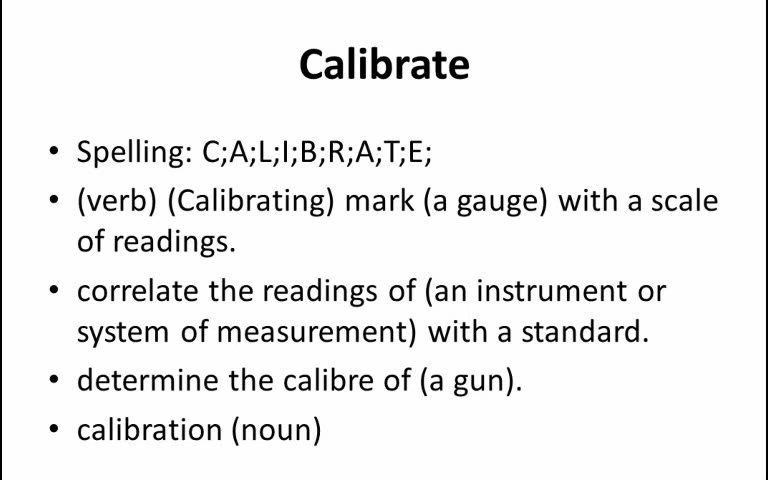 Calibrate
• Spelling: C;A;L;I;B;R;A;T;E;
• (verb) (Calibrating) mark (a gauge) with a scale
of readings.
• correlate the readings of (an instrument or
system of measurement) with a standard.
• determine the calibre of (a gun).
• calibration (noun)